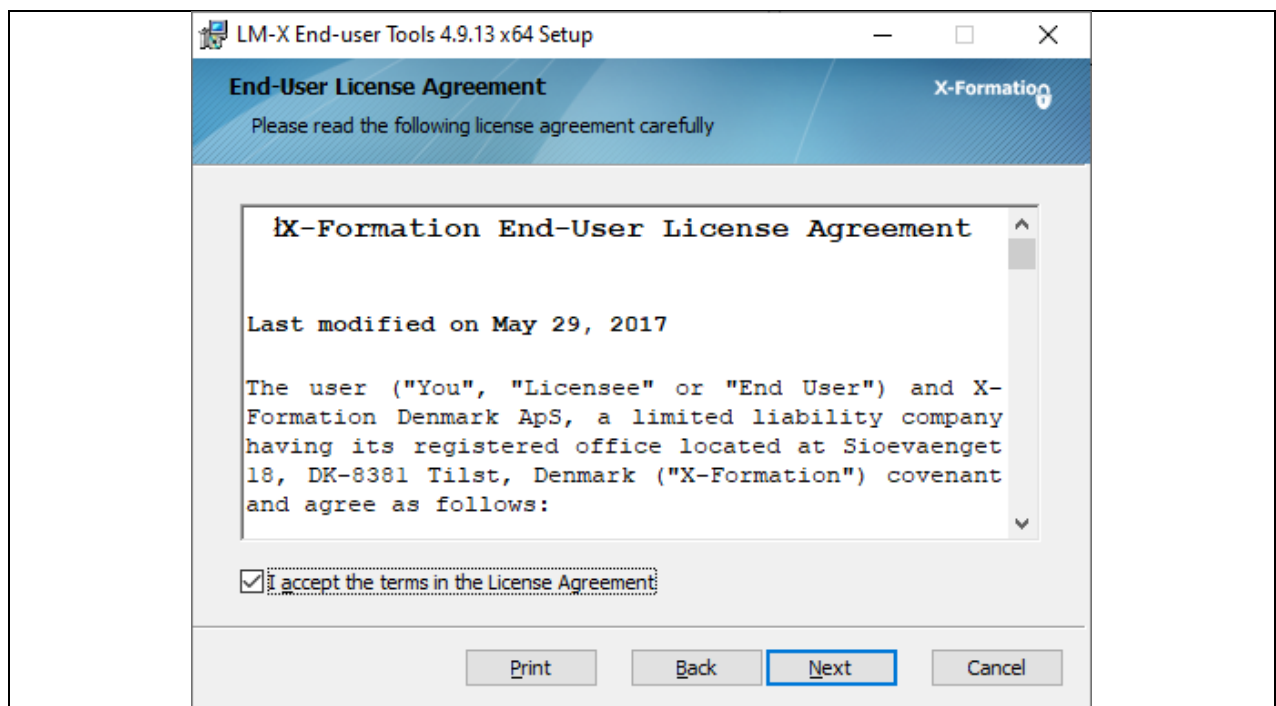 LM-X End-user Tools 4.9.13 x64 Setup
End-User License Agreement
X-Formation
Please read the following license agreement carefully
X-Formation End-User License Agreement
Last modified on May 29, 2017
The user ("You", "Licensee" or "End User") and X-
Formation Denmark ApS, a limited liability company
having its registered office located at Sioevaenget
18, DK-8381 Tilst, Denmark ("X-Formation") covenant
and agree as follows:
I accept the terms in the License Agreement
Print
Back
Next
Cancel